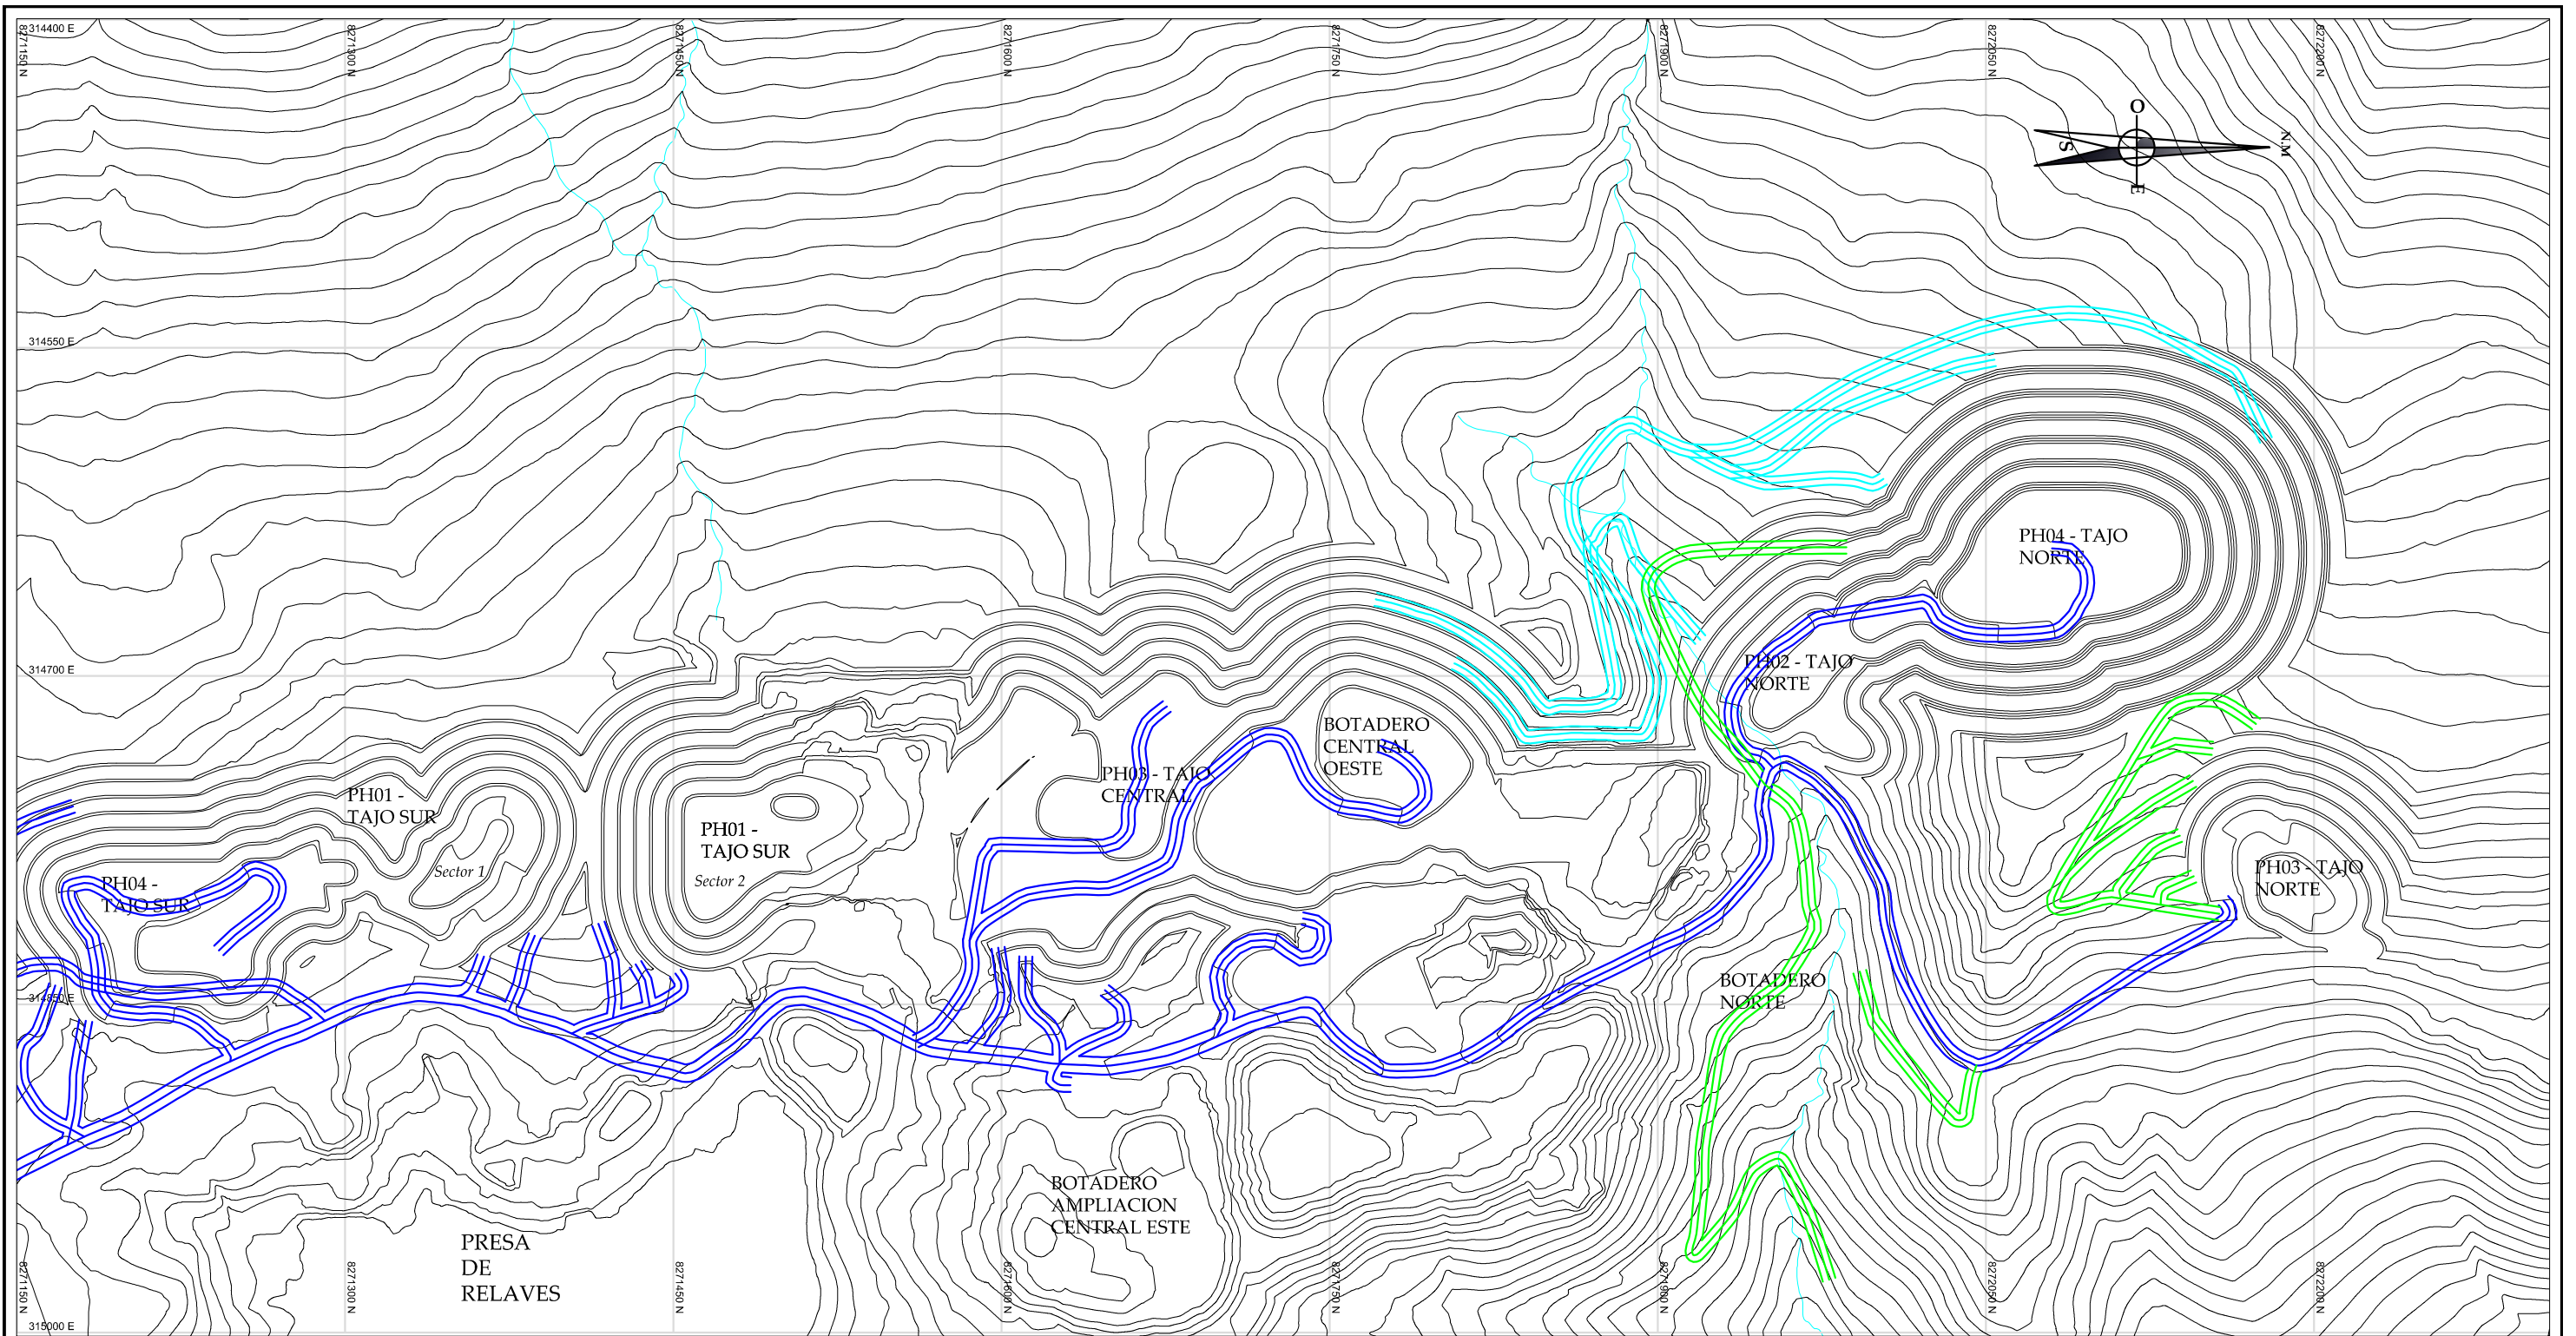 314400 E
8271150 N
8271300 N
8271450 N
8271600 N
8271750 N
8271900 N
8272050 N
8272200 N
O
S
N.M
E
314550 E
PH04 - TAJO
NORTE
314700 E
PH02 - TAJO
NORTE
BOTADERO
CENTRAL
OESTE
PH03 - TAJO
CENTRAL
PH01 -
TAJO SUR
Sector 1
PH01 -
TAJO SUR
Sector 2
PH04 -
TAJO SUR
PH03 - TAJO
NORTE
314850 E
BOTADERO
NORTE
BOTADERO
AMPLIACION
CENTRAL ESTE
PRESA
DE
RELAVES
8271150 N
8271300 N
8271450 N
8271600 N
8271750 N
8271900 N
8272050 N
8272200 N
315000 E